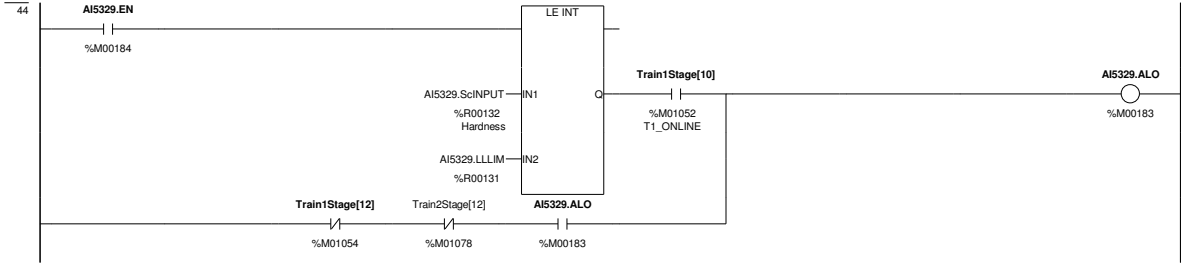 44
AI5329.EN
%M00184
LE INT
AI5329.ScINPUT
IN1
Q
%R00132
Hardness
Train1Stage[10]
%M01052
T1_ONLINE
AI5329.ALO
%M00183
AI5329.LLLIM
IN2
%R00131
Train1Stage[12]
Train2Stage[12]
AI5329.ALO
%M01054
%M01078
%M00183